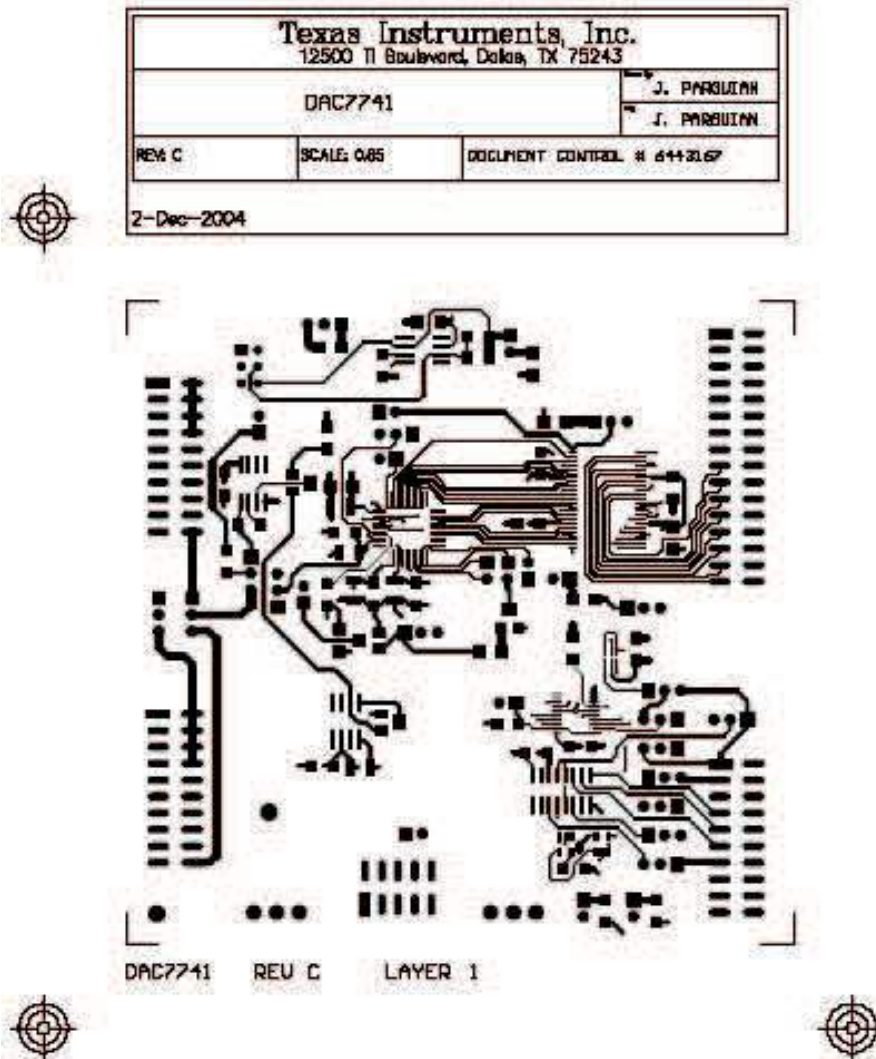 Texas Instruments, Inc.
12500 TI Boulevard, Dallas, TX 75243
DAC7741
J. PARGUIAN
J. PARGUIAN
REV: C
SCALE: 0.85
DOCUMENT CONTROL # 6443167
2-Dec-2004
DAC7741 REV C LAYER 1